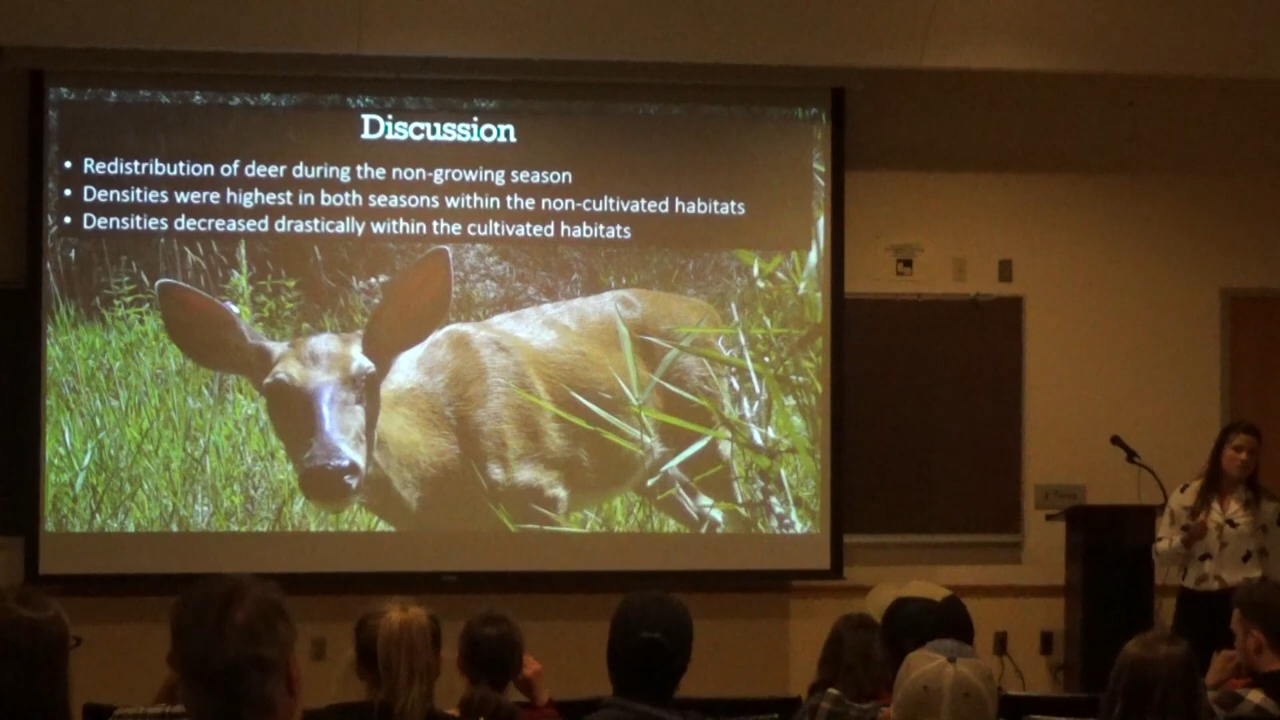 Discussion
• Redistribution of deer during the non-growing season
• Densities were highest in both seasons within the non-cultivated habitats
• Densities decreased drastically within the cultivated habitats